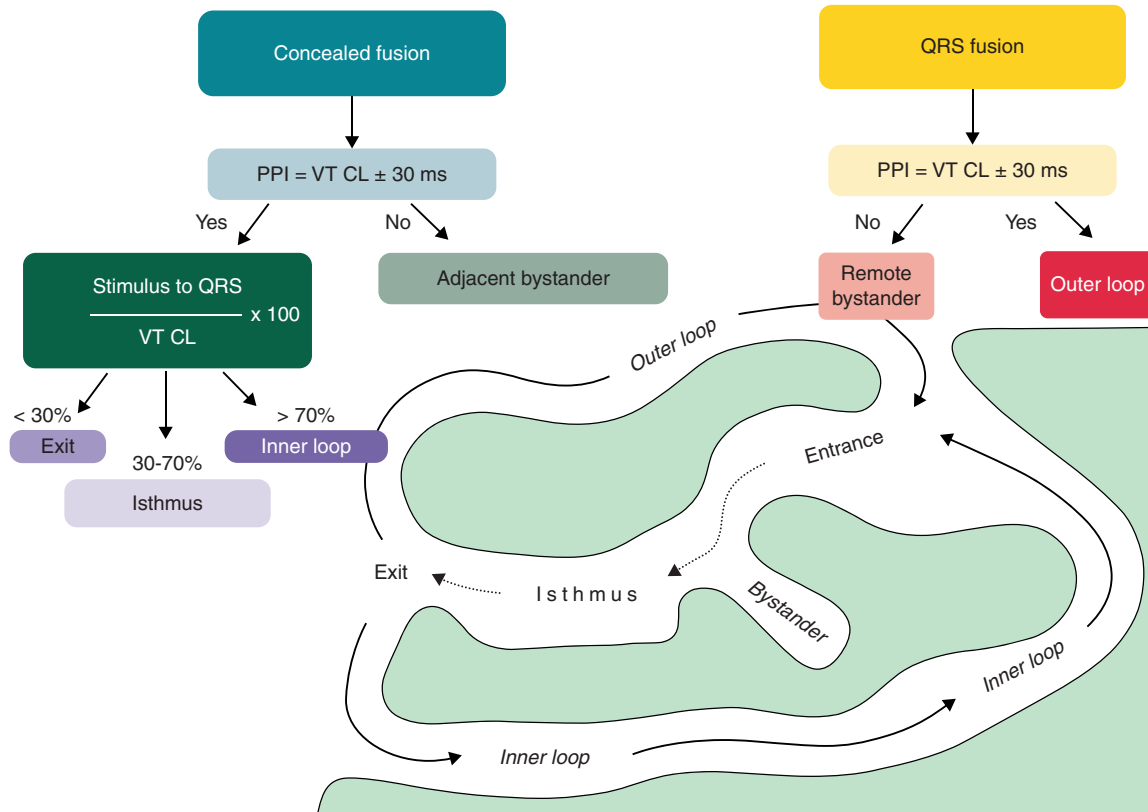 Concealed fusion
QRS fusion
PPI = VT CL ± 30 ms
PPI = VT CL ± 30 ms
Yes
No
No
Yes
Stimulus to QRS
VT CL
x 100
Adjacent bystander
Remote
bystander
Outer loop
< 30%
Exit
30-70%
Isthmus
> 70%
Inner loop
Outer loop
Entrance
Exit
Isthmus
Bystander
Inner loop
Inner loop